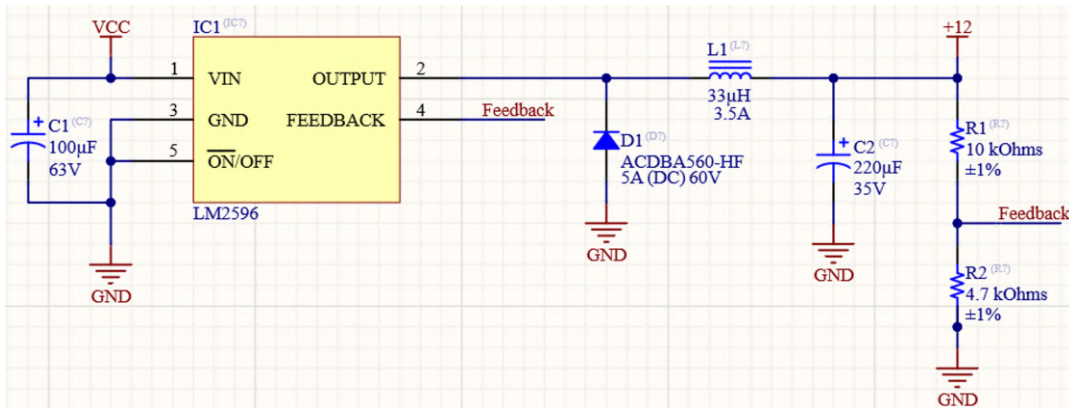 VCC
IC1 (IC?)
+12
1 VIN OUTPUT 2
3 GND FEEDBACK 4 Feedback
5 ON/OFF
LM2596
C1 (C?)
100µF
63V
GND
L1 (L?)
33µH
3.5A
D1 (D?)
ACDBA560-HF
5A (DC) 60V
GND
C2 (C?)
220µF
35V
GND
R1 (R?)
10 kOhms
±1%
Feedback
R2 (R?)
4.7 kOhms
±1%
GND